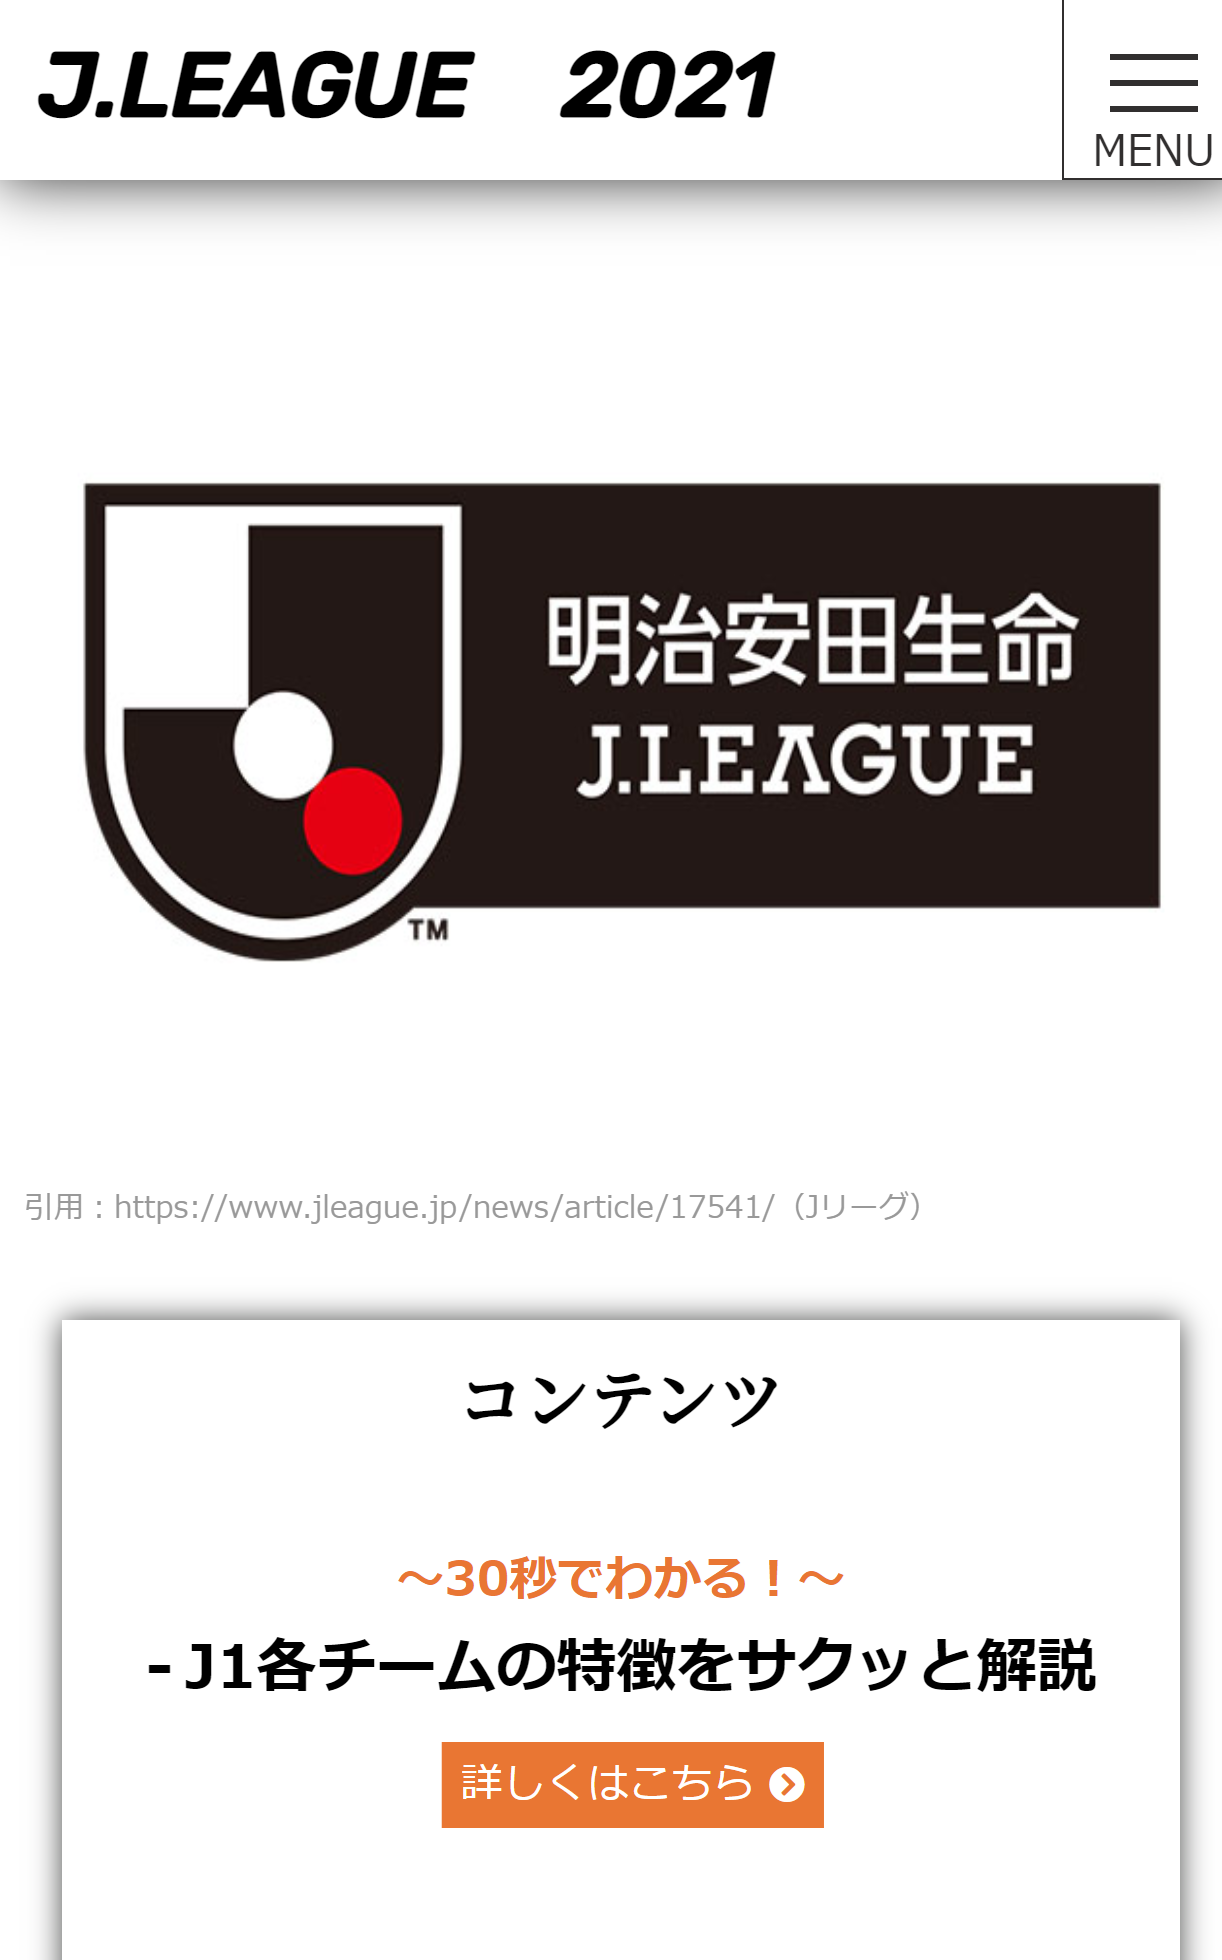 J.LEAGUE　2021
MENU
明治安田生命
J.LEAGUE
TM
引用：https://www.jleague.jp/news/article/17541/（Jリーグ）
コンテンツ
～30秒でわかる！～
- J1各チームの特徴をサクッと解説
詳しくはこちら